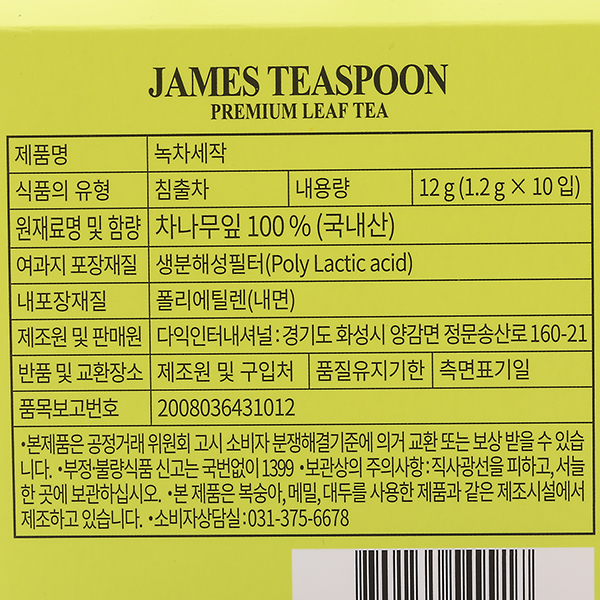 JAMES TEASPOON
PREMIUM LEAF TEA
제품명 녹차세작
식품의 유형 침출차 내용량 12 g (1.2 g × 10 입)
원재료명 및 함량 차나무잎 100 % (국내산)
여과지 포장재질 생분해성필터(Poly Lactic acid)
내포장재질 폴리에틸렌(내면)
제조원 및 판매원 다익인터내셔널 : 경기도 화성시 양감면 정문송산로 160-21
반품 및 교환장소 제조원 및 구입처 품질유지기한 측면표기일
품목보고번호 2008036431012
•본제품은 공정거래 위원회 고시 소비자 분쟁해결기준에 의거 교환 또는 보상 받을 수 있습
니다. •부정·불량식품 신고는 국번없이 1399 •보관상의 주의사항 : 직사광선을 피하고, 서늘
한 곳에 보관하십시오. •본 제품은 복숭아, 메밀, 대두를 사용한 제품과 같은 제조시설에서
제조하고 있습니다. •소비자상담실 : 031-375-6678